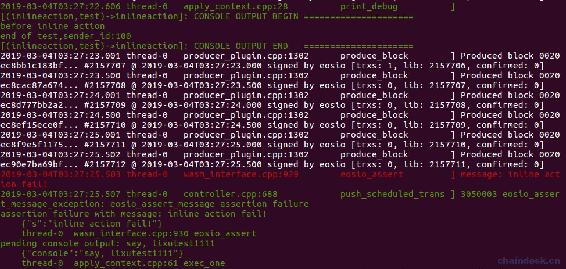 2019-03-04T03:27:22.606 thread-0 apply_context.cpp:28 print_debug ]
[(inlineaction,test)->inlineaction]: CONSOLE OUTPUT BEGIN =====================
before inline action
end of test,sender_id:100
[(inlineaction,test)->inlineaction]: CONSOLE OUTPUT END =====================
2019-03-04T03:27:23.001 thread-0 producer_plugin.cpp:1302 produce_block ] Produced block 0020
ec8bb1c183bf... #2157707 @ 2019-03-04T03:27:23.000 signed by eosio [trxs: 1, lib: 2157706, confirmed: 0]
2019-03-04T03:27:23.500 thread-0 producer_plugin.cpp:1302 produce_block ] Produced block 0020
ec8cac87a674... #2157708 @ 2019-03-04T03:27:23.500 signed by eosio [trxs: 0, lib: 2157707, confirmed: 0]
2019-03-04T03:27:24.001 thread-0 producer_plugin.cpp:1302 produce_block ] Produced block 0020
ec8d777bb2a2... #2157709 @ 2019-03-04T03:27:24.000 signed by eosio [trxs: 0, lib: 2157708, confirmed: 0]
2019-03-04T03:27:24.500 thread-0 producer_plugin.cpp:1302 produce_block ] Produced block 0020
ec8ef15ece0f... #2157710 @ 2019-03-04T03:27:24.500 signed by eosio [trxs: 0, lib: 2157709, confirmed: 0]
2019-03-04T03:27:25.001 thread-0 producer_plugin.cpp:1302 produce_block ] Produced block 0020
ec8f9e5f1175... #2157711 @ 2019-03-04T03:27:25.000 signed by eosio [trxs: 0, lib: 2157710, confirmed: 0]
2019-03-04T03:27:25.502 thread-0 producer_plugin.cpp:1302 produce_block ] Produced block 0020
ec90e7be69bf... #2157712 @ 2019-03-04T03:27:25.500 signed by eosio [trxs: 0, lib: 2157711, confirmed: 0]
2019-03-04T03:27:25.503 thread-0 wasm_interface.cpp:929 eosio_assert ] message: inline act
ion fail!
2019-03-04T03:27:25.507 thread-0 controller.cpp:688 push_scheduled_trans ] 3050003 eosio_asser
t_message_exception: eosio_assert_message assertion failure
assertion failure with message: inline action fail!
{"s":"inline action fail!"}
thread-0 wasm_interface.cpp:930 eosio_assert
pending console output: say, lixutest1111
{"console":"say, lixutest1111
thread-0 apply_context.cpp:61 exec_one
chaindesk.cn